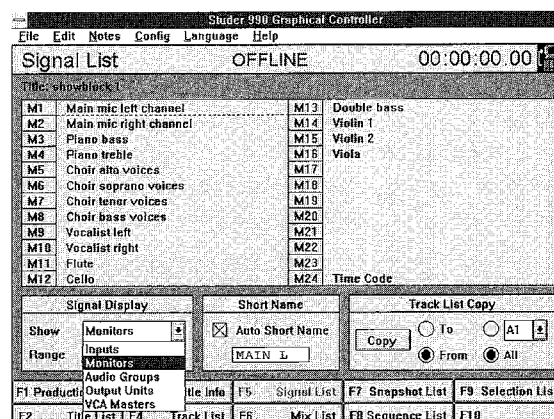 Studer 990 Graphical Controller
File Edit Notes Config Language Help
Signal List OFFLINE 00:00:00.00
Title: showblock 1
M1 Main mic left channel M13 Double bass
M2 Main mic right channel M14 Violin 1
M3 Piano bass M15 Violin 2
M4 Piano treble M16 Viola
M5 Choir alto voices M17
M6 Choir soprano voices M18
M7 Choir tenor voices M19
M8 Choir bass voices M20
M9 Vocalist left M21
M10 Vocalist right M22
M11 Flute M23
M12 Cello M24 Time Code
Signal Display Short Name Track List Copy
Show Monitors Auto Short Name Copy To A1
Range MAIN L From All
Inputs
Monitors
Audio Groups
Output Units
VCA Masters
F1 Producti itle Info F5 Signal List F7 Snapshot List F9 Selection Lis
F2 Title List F4 Track List F6 Mix List F8 Sequence List F10